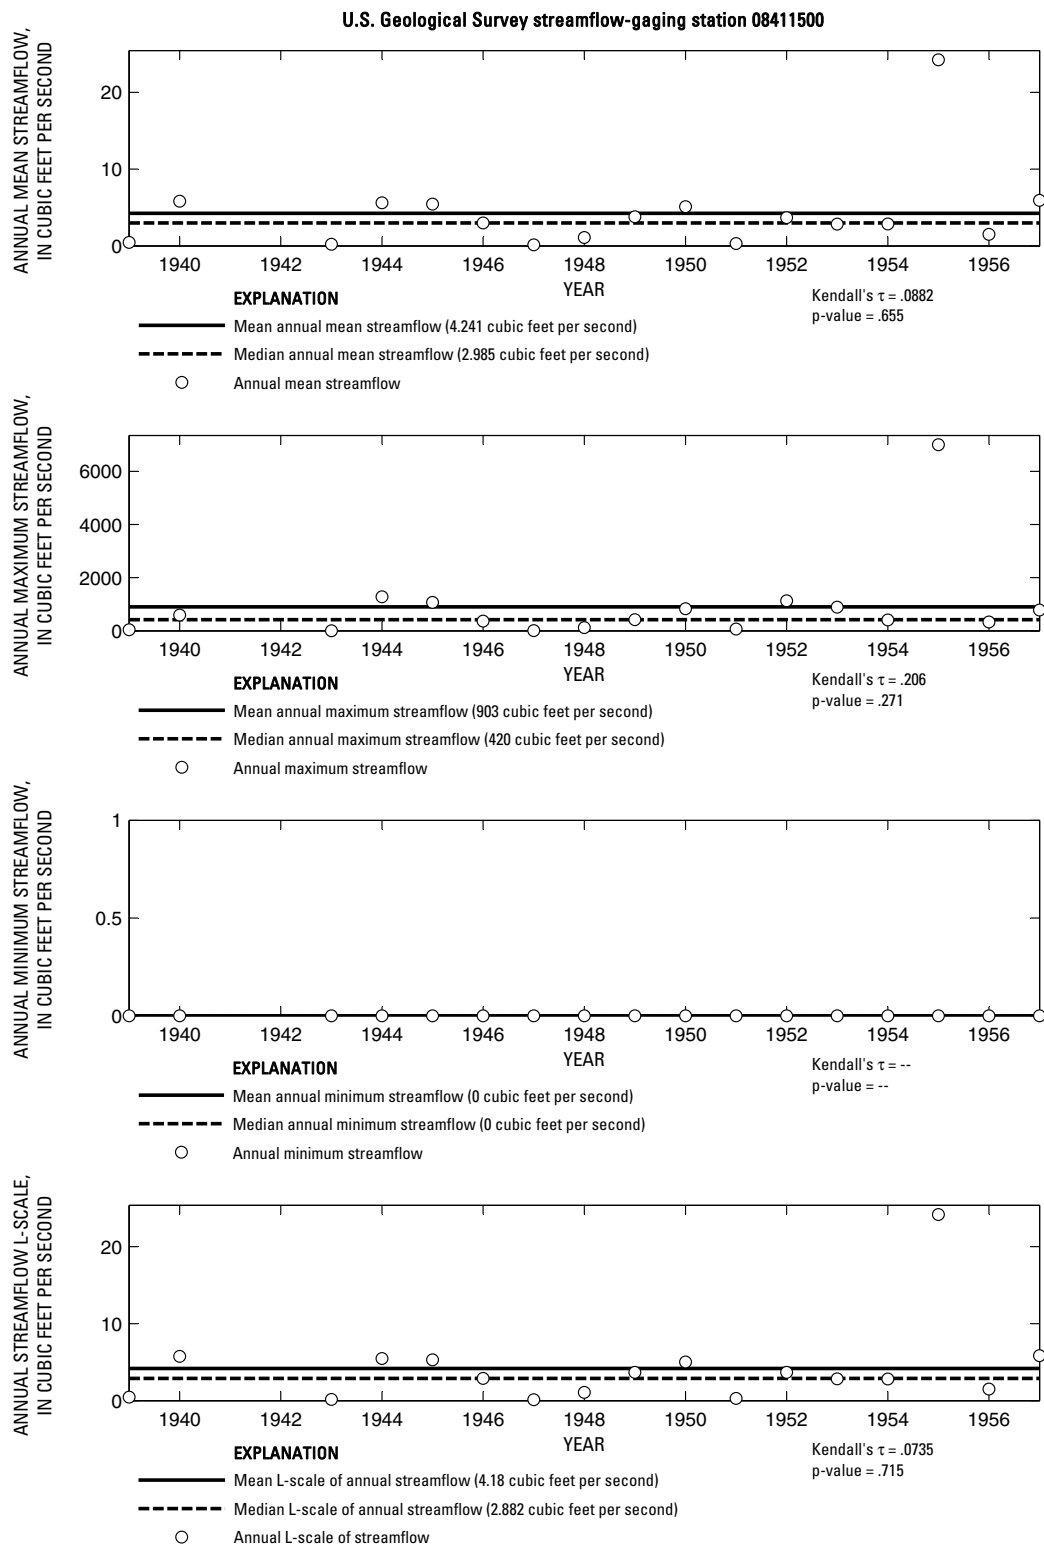 U.S. Geological Survey streamflow-gaging station 08411500
ANNUAL MEAN STREAMFLOW,
IN CUBIC FEET PER SECOND
20
10
0
1940 1942 1944 1946 1948 1950 1952 1954 1956
YEAR
EXPLANATION
Mean annual mean streamflow (4.241 cubic feet per second)
Median annual mean streamflow (2.985 cubic feet per second)
Annual mean streamflow
Kendall's τ = .0882
p-value = .655
ANNUAL MAXIMUM STREAMFLOW,
IN CUBIC FEET PER SECOND
6000
4000
2000
0
1940 1942 1944 1946 1948 1950 1952 1954 1956
YEAR
EXPLANATION
Mean annual maximum streamflow (903 cubic feet per second)
Median annual maximum streamflow (420 cubic feet per second)
Annual maximum streamflow
Kendall's τ = .206
p-value = .271
ANNUAL MINIMUM STREAMFLOW,
IN CUBIC FEET PER SECOND
1
0.5
0
1940 1942 1944 1946 1948 1950 1952 1954 1956
YEAR
EXPLANATION
Mean annual minimum streamflow (0 cubic feet per second)
Median annual minimum streamflow (0 cubic feet per second)
Annual minimum streamflow
Kendall's τ = --
p-value = --
ANNUAL STREAMFLOW L-SCALE,
IN CUBIC FEET PER SECOND
20
10
0
1940 1942 1944 1946 1948 1950 1952 1954 1956
YEAR
EXPLANATION
Mean L-scale of annual streamflow (4.18 cubic feet per second)
Median L-scale of annual streamflow (2.882 cubic feet per second)
Annual L-scale of streamflow
Kendall's τ = .0735
p-value = .715